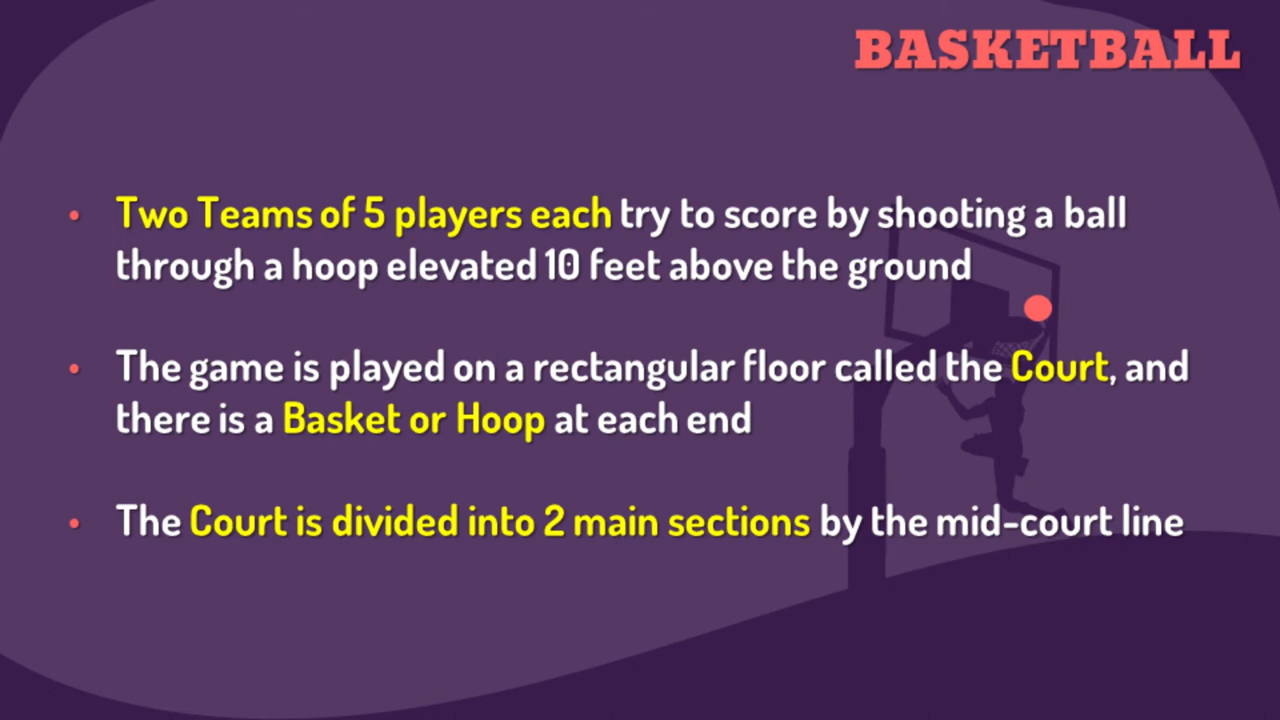 BASKETBALL
• Two Teams of 5 players each try to score by shooting a ball
through a hoop elevated 10 feet above the ground
• The game is played on a rectangular floor called the Court, and
there is a Basket or Hoop at each end
• The Court is divided into 2 main sections by the mid-court line